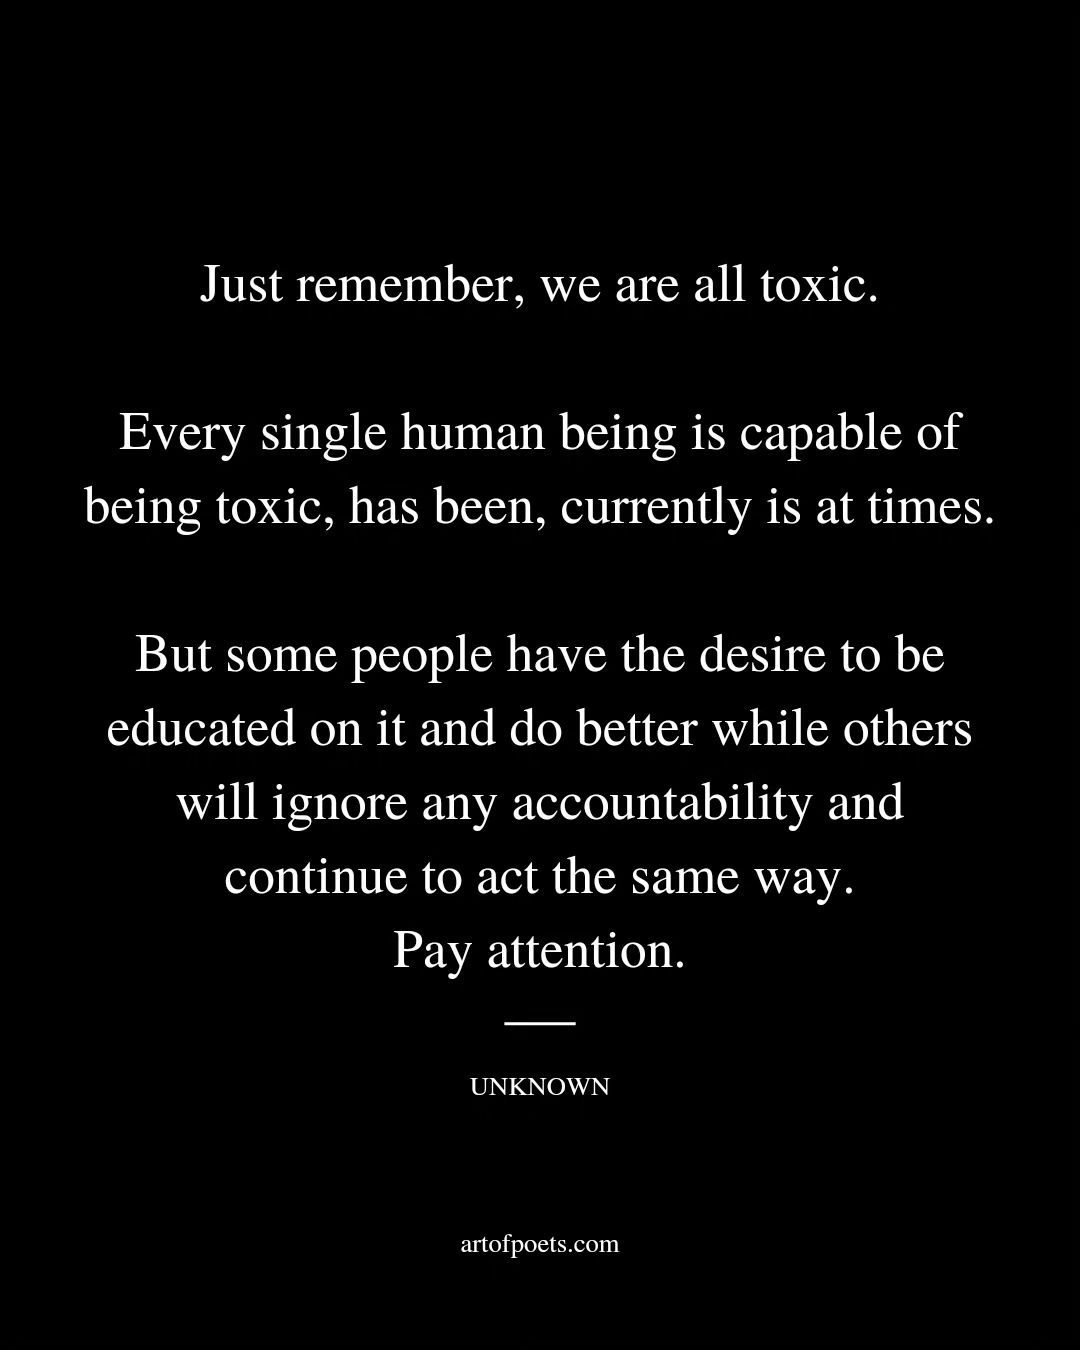 Just remember, we are all toxic.
Every single human being is capable of
being toxic, has been, currently is at times.
But some people have the desire to be
educated on it and do better while others
will ignore any accountability and
continue to act the same way.
Pay attention.
UNKNOWN
artofpoets.com